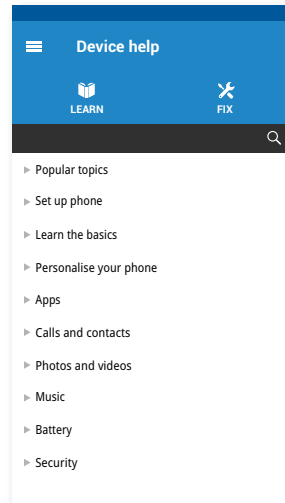 Device help
LEARN
FIX
Popular topics
Set up phone
Learn the basics
Personalise your phone
Apps
Calls and contacts
Photos and videos
Music
Battery
Security